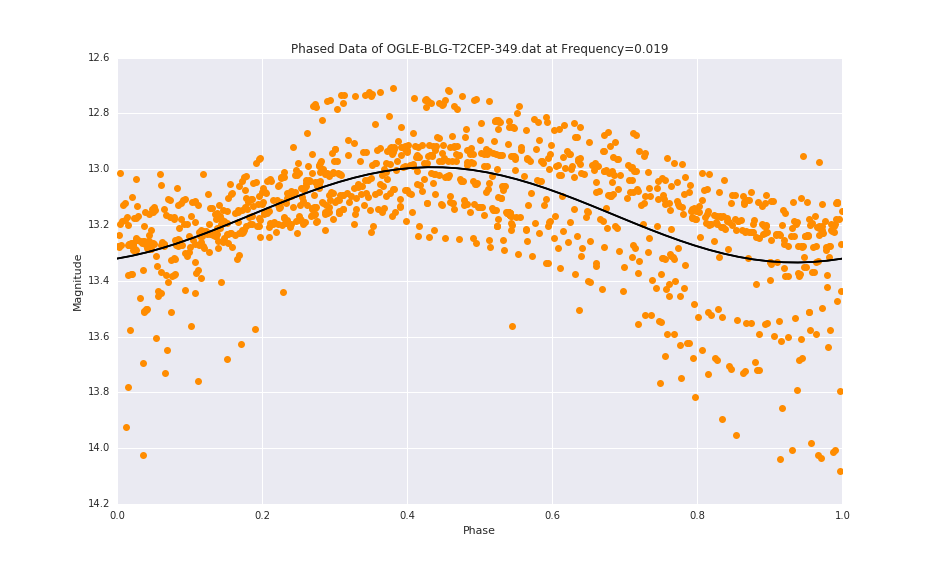 Phased Data of OGLE-BLG-T2CEP-349.dat at Frequency=0.019
12.6
12.8
13.0
13.2
13.4
13.6
13.8
14.0
14.2
Magnitude
0.0 0.2 0.4 0.6 0.8 1.0
Phase